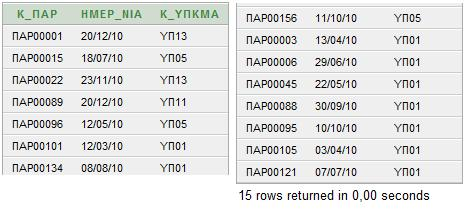 Κ_ΠΑΡ ΗΜΕΡ_ΝΙΑ Κ_ΥΠΚΜΑ
ΠΑΡ00001 20/12/10 ΥΠ13
ΠΑΡ00015 18/07/10 ΥΠ05
ΠΑΡ00022 23/11/10 ΥΠ13
ΠΑΡ00089 20/12/10 ΥΠ11
ΠΑΡ00096 12/05/10 ΥΠ05
ΠΑΡ00101 12/03/10 ΥΠ01
ΠΑΡ00134 08/08/10 ΥΠ01
ΠΑΡ00156 11/10/10 ΥΠ05
ΠΑΡ00003 13/04/10 ΥΠ01
ΠΑΡ00006 29/06/10 ΥΠ01
ΠΑΡ00045 22/05/10 ΥΠ01
ΠΑΡ00088 30/09/10 ΥΠ01
ΠΑΡ00095 10/10/10 ΥΠ01
ΠΑΡ00105 03/04/10 ΥΠ01
ΠΑΡ00121 07/07/10 ΥΠ01
15 rows returned in 0,00 seconds